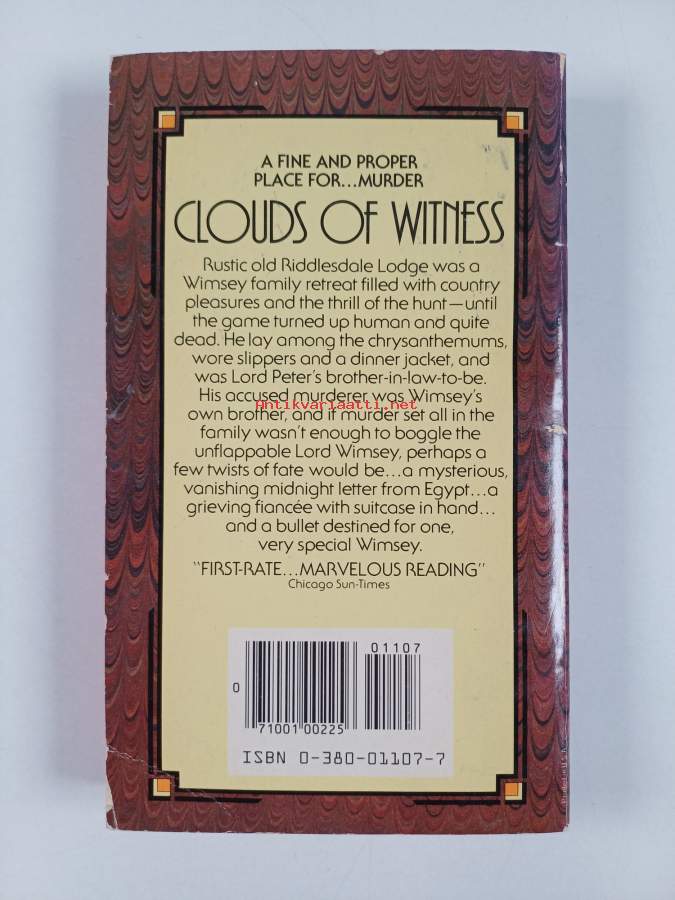 A FINE AND PROPER
PLACE FOR...MURDER
CLOUDS OF WITNESS
Rustic old Riddlesdale Lodge was a
Wimsey family retreat filled with country
pleasures and the thrill of the hunt—until
the game turned up human and quite
dead. He lay among the chrysanthemums,
wore slippers and a dinner jacket, and
was Lord Peter's brother-in-law-to-be.
His accused murderer was Wimsey's
Antikvariaatti.net
own brother, and if murder set all in the
family wasn't enough to boggle the
unflappable Lord Wimsey, perhaps a
few twists of fate would be...a mysterious,
vanishing midnight letter from Egypt...a
grieving fiancée with suitcase in hand...
and a bullet destined for one,
very special Wimsey.
"FIRST-RATE...MARVELOUS READING"
Chicago Sun-Times
01107
0
71001 00225
ISBN 0-380-01107-7